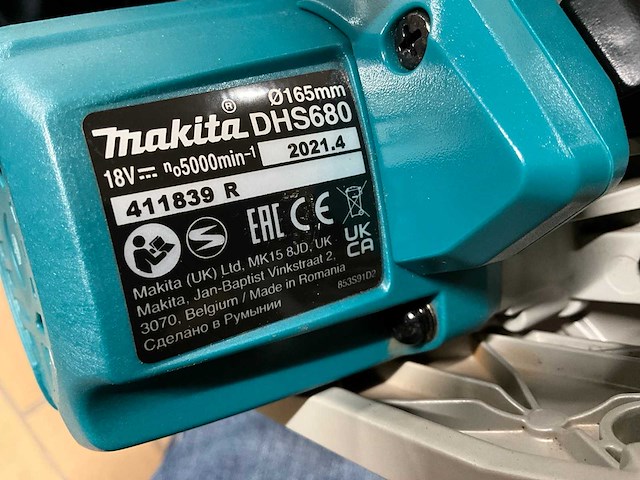 Ø165mm
makita® DHS680
18V⎓ n₀5000min-1 2021.4
411839 R
EAC CE UK CA
Makita (UK) Ltd, MK15 8JD, UK
Makita, Jan-Baptist Vinkstraat 2,
3070, Belgium / Made in Romania
Сделано в Румынии
853S91D2